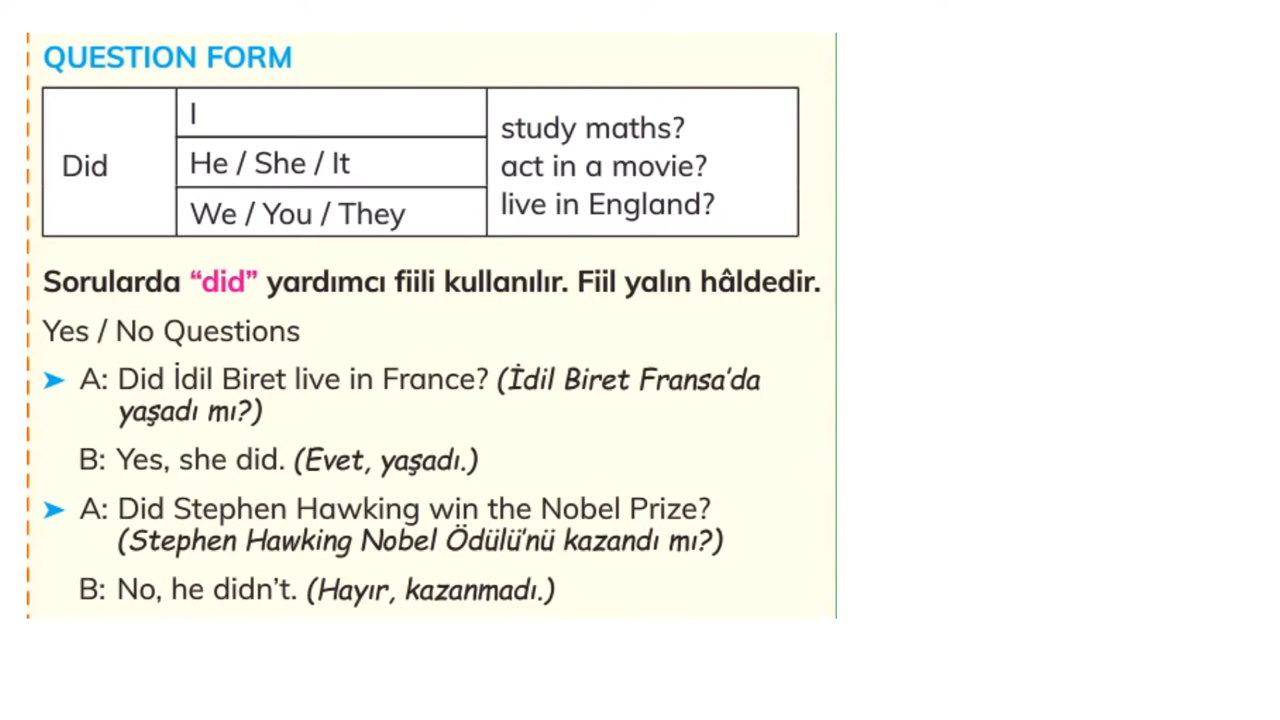 QUESTION FORM
Did
I
He / She / It
We / You / They
study maths?
act in a movie?
live in England?
Sorularda “did” yardımcı fiili kullanılır. Fiil yalın hâldedir.
Yes / No Questions
➤ A: Did İdil Biret live in France? (İdil Biret Fransa’da
yaşadı mı?)
B: Yes, she did. (Evet, yaşadı.)
➤ A: Did Stephen Hawking win the Nobel Prize?
(Stephen Hawking Nobel Ödülü’nü kazandı mı?)
B: No, he didn’t. (Hayır, kazanmadı.)